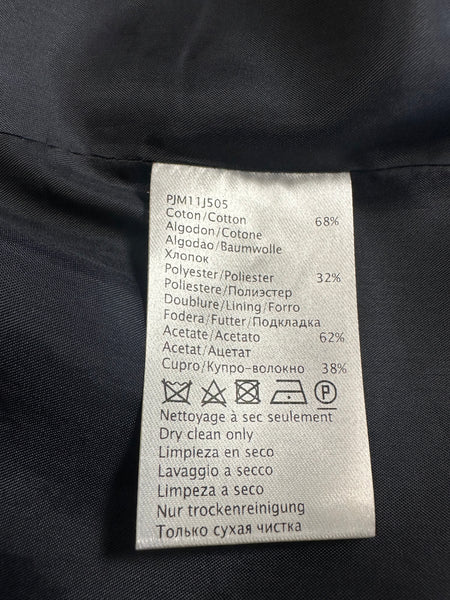 PJM11J505
Coton/Cotton 68%
Algodon/Cotone
Algodao/Baumwolle
Хлопок
Polyester/Poliester 32%
Poliestere/Полиэстер
Doublure/Lining/Forro
Fodera/Futter/Подкладка
Acetate/Acetato 62%
Acetat/Ацетат
Cupro/Купро-волокно 38%
P
Nettoyage à sec seulement
Dry clean only
Limpieza en seco
Lavaggio a secco
Limpeza a seco
Nur trockenreinigung
Только сухая чистка